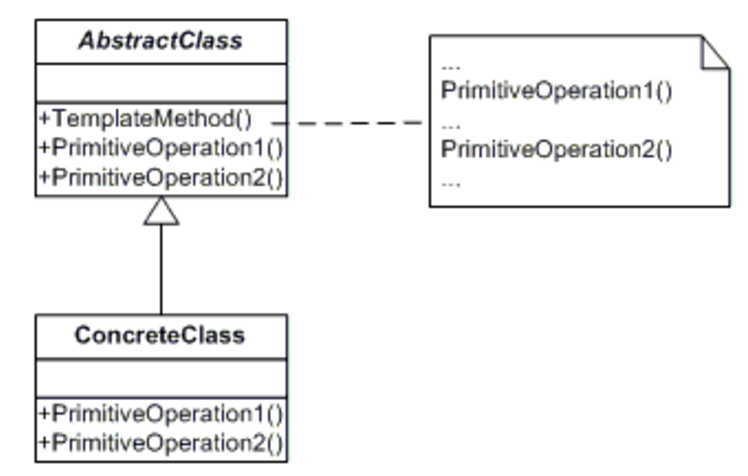 AbstractClass
+TemplateMethod()
+PrimitiveOperation1()
+PrimitiveOperation2()
...
PrimitiveOperation1()
...
PrimitiveOperation2()
...
ConcreteClass
+PrimitiveOperation1()
+PrimitiveOperation2()